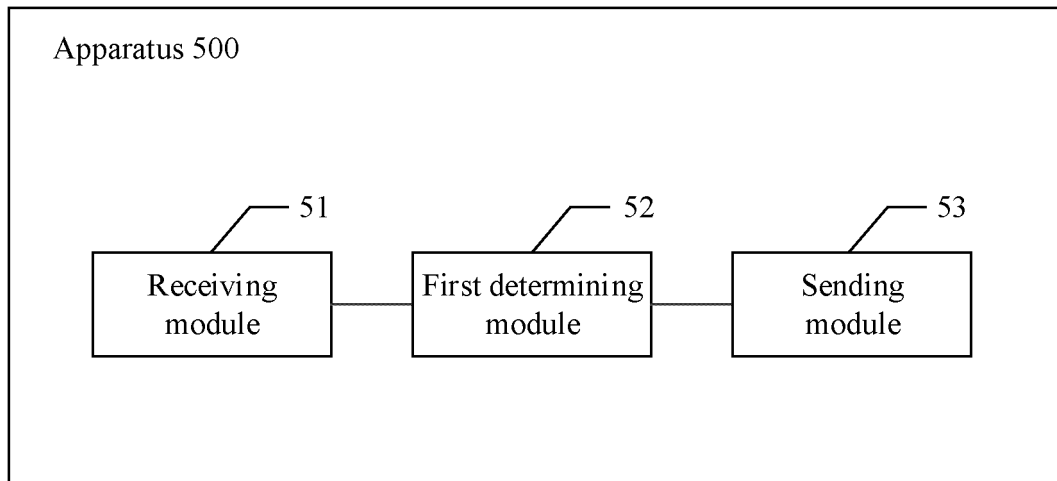 Apparatus 500
51
52
53
Receiving
module
First determining
module
Sending
module